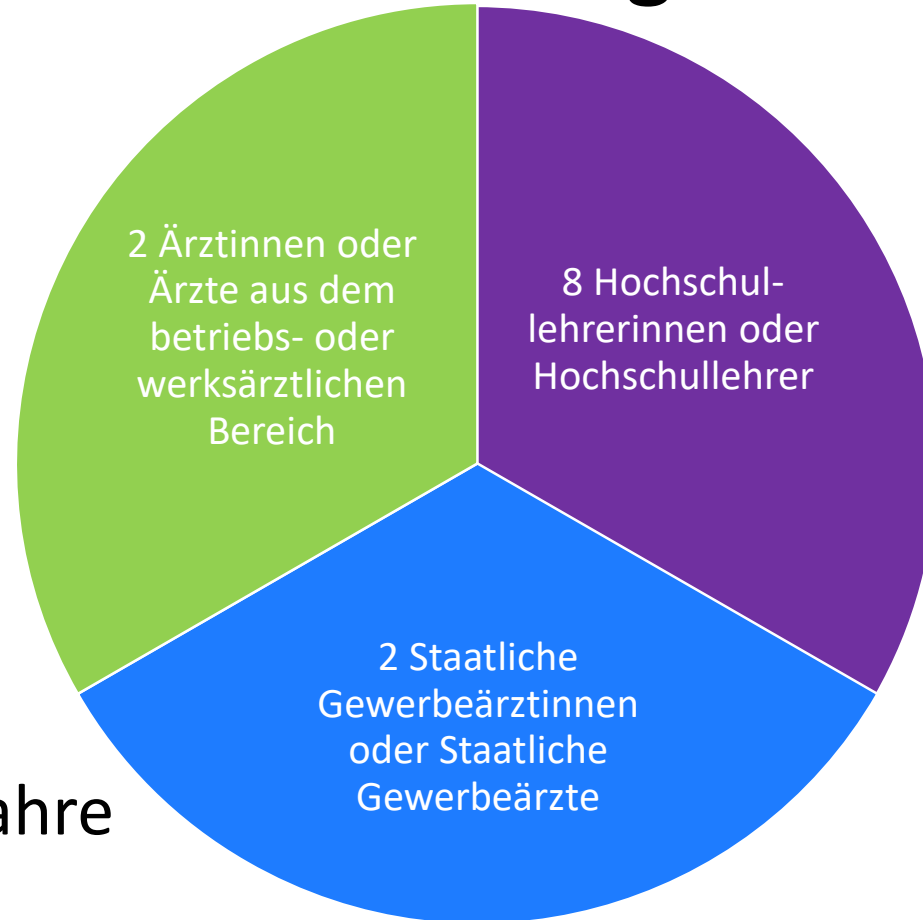 2 Ärztinnen oder
Ärzte aus dem
betriebs- oder
werksärztlichen
Bereich
8 Hochschul-
lehrerinnen oder
Hochschullehrer
2 Staatliche
Gewerbeärztinnen
oder Staatliche
Gewerbeärzte
ahre